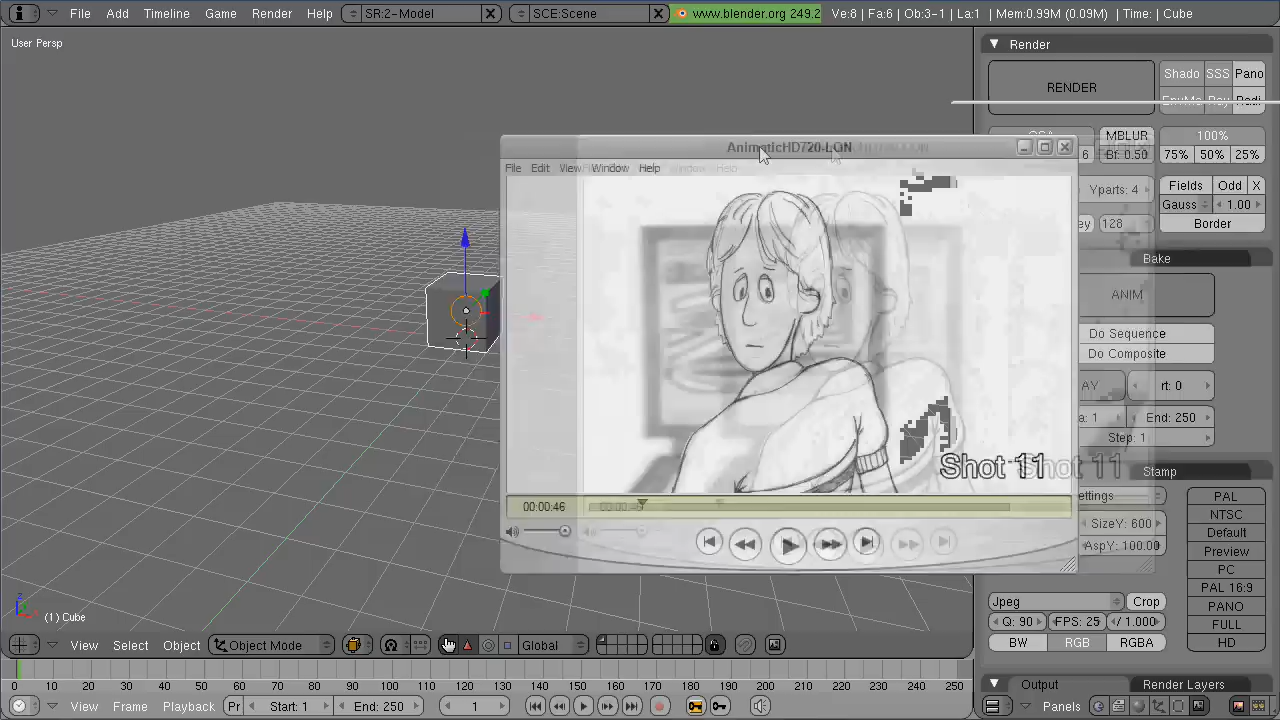 File Add Timeline Game Render Help SR:2-Model SCE:Scene www.blender.org 249.2 Ve:8 | Fa:6 | Ob:3-1 | La:1 | Mem:0.99M (0.09M) | Time: | Cube
User Persp
Render
RENDER
Shado SSS Pano
EnvMa Ray Radi
MBLUR 100%
6 Bf: 0.50 75% 50% 25%
Yparts: 4 Fields Odd X
Gauss 1.00
128 Border
Bake
ANIM
Do Sequence
Do Composite
rt: 0
End: 250
Step: 1
Stamp
PAL
SizeY: 600 NTSC
AspY: 100.00 Default
Preview
PC
PAL 16:9
Jpeg Crop PANO
Q: 90 FPS: 25 1.000 FULL
BW RGB RGBA HD
Output Render Layers
Panels
AnimaticHD720-LON
File Edit View Window Help
Shot 11
00:00:46
(1) Cube
View Select Object Object Mode Global
0 10 20 30 40 50 60 70 80 90 100 110 120 130 140 150 160 170 180 190 200 210 220 230 240 250
View Frame Playback Pr Start: 1 End: 250 1